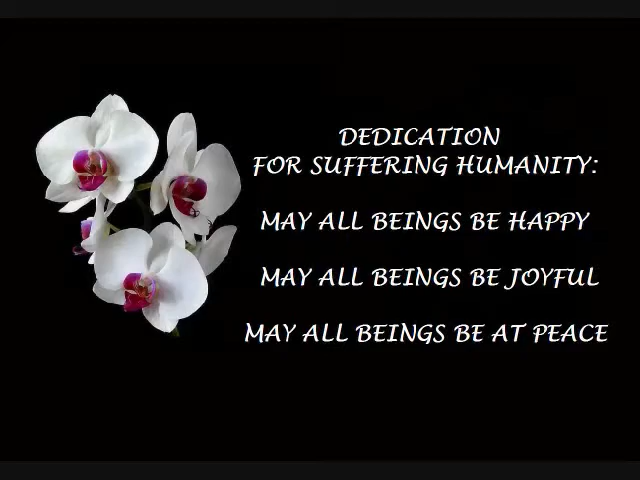 DEDICATION
FOR SUFFERING HUMANITY:
MAY ALL BEINGS BE HAPPY
MAY ALL BEINGS BE JOYFUL
MAY ALL BEINGS BE AT PEACE